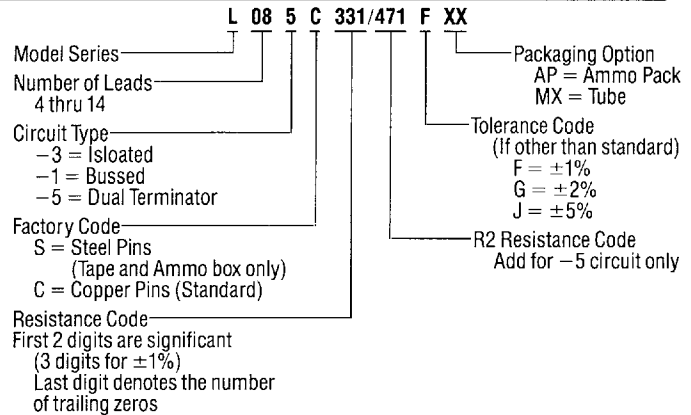 L 08 5 C 331/471 F XX
Model Series
Number of Leads
4 thru 14
Circuit Type
−3 = Isloated
−1 = Bussed
−5 = Dual Terminator
Factory Code
S = Steel Pins
(Tape and Ammo box only)
C = Copper Pins (Standard)
Resistance Code
First 2 digits are significant
(3 digits for ±1%)
Last digit denotes the number
of trailing zeros
Packaging Option
AP = Ammo Pack
MX = Tube
Tolerance Code
(If other than standard)
F = ±1%
G = ±2%
J = ±5%
R2 Resistance Code
Add for −5 circuit only